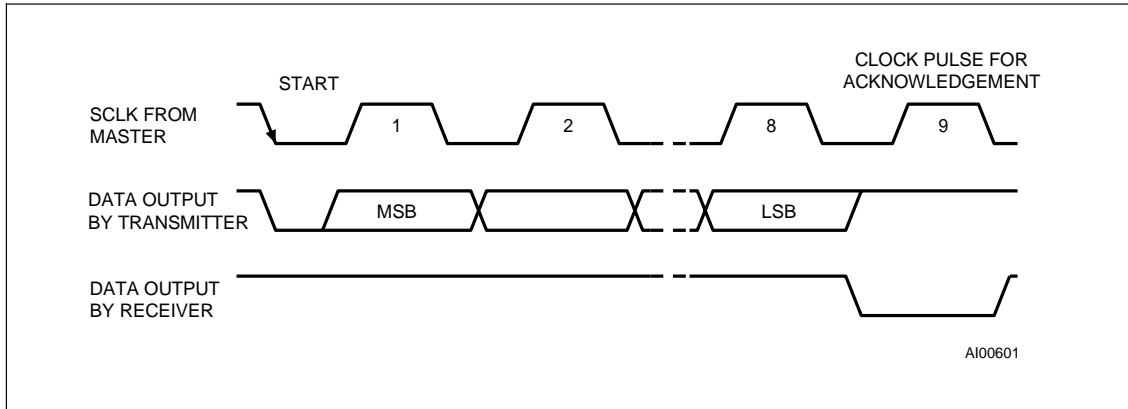 START
CLOCK PULSE FOR
ACKNOWLEDGEMENT
SCLK FROM
MASTER
1
2
8
9
DATA OUTPUT
BY TRANSMITTER
MSB
LSB
DATA OUTPUT
BY RECEIVER
AI00601